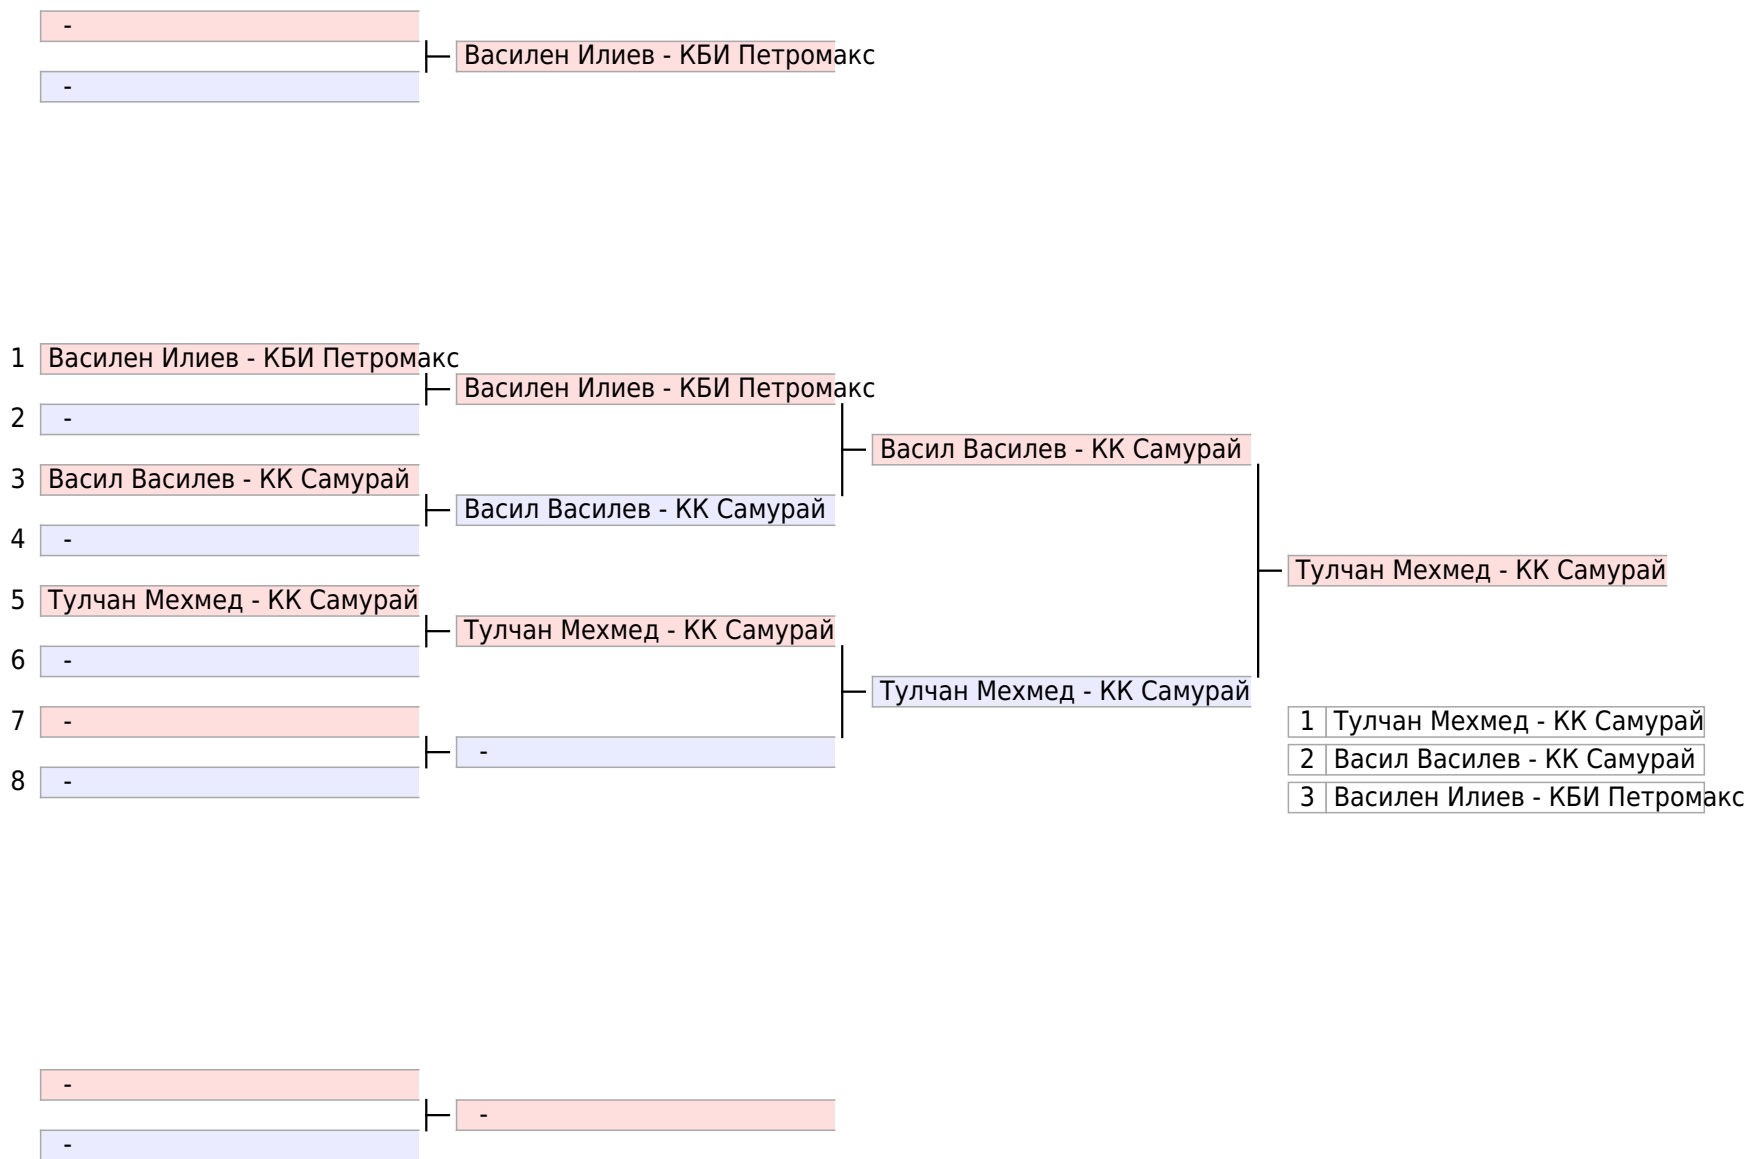 -
Василен Илиев - КБИ Петромакс
-
1 Василен Илиев - КБИ Петромакс
Василен Илиев - КБИ Петромакс
2 -
Васил Василев - КК Самурай
3 Васил Василев - КК Самурай
Васил Василев - КК Самурай
4 -
Тулчан Мехмед - КК Самурай
5 Тулчан Мехмед - КК Самурай
Тулчан Мехмед - КК Самурай
6 -
Тулчан Мехмед - КК Самурай
7 -
1 Тулчан Мехмед - КК Самурай
-
2 Васил Василев - КК Самурай
8 -
3 Василен Илиев - КБИ Петромакс
-
-
-